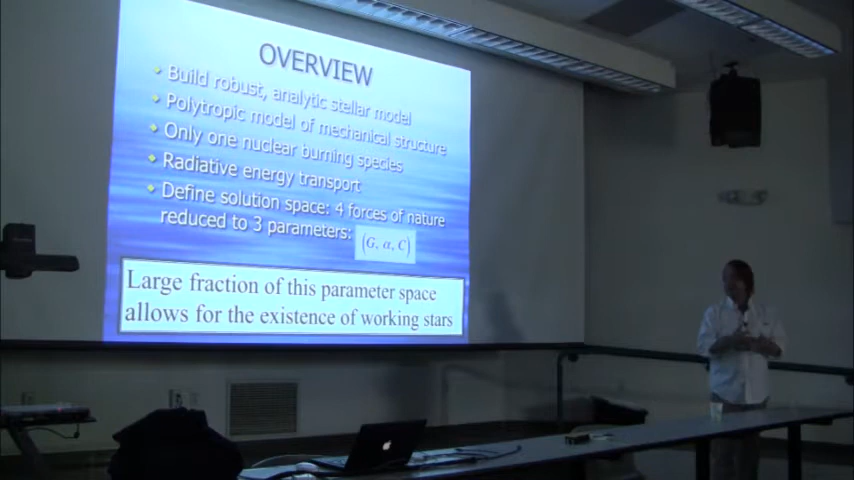 OVERVIEW
Build robust, analytic stellar model
Polytropic model of mechanical structure
Only one nuclear burning species
Radiative energy transport
Define solution space: 4 forces of nature
reduced to 3 parameters: (G, α, C)
Large fraction of this parameter space
allows for the existence of working stars